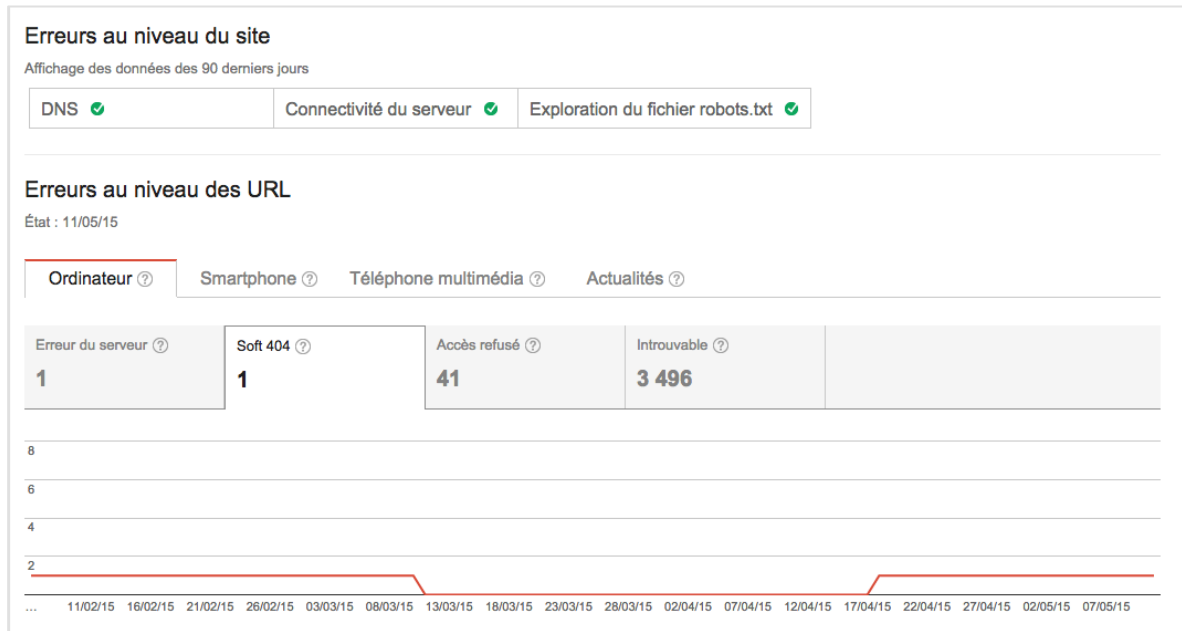 Erreurs au niveau du site
Affichage des données des 90 derniers jours
DNS Connectivité du serveur Exploration du fichier robots.txt
Erreurs au niveau des URL
État : 11/05/15
Ordinateur ? Smartphone ? Téléphone multimédia ? Actualités ?
Erreur du serveur ? Soft 404 ? Accès refusé ? Introuvable ?
1 1 41 3 496
8
6
4
2
... 11/02/15 16/02/15 21/02/15 26/02/15 03/03/15 08/03/15 13/03/15 18/03/15 23/03/15 28/03/15 02/04/15 07/04/15 12/04/15 17/04/15 22/04/15 27/04/15 02/05/15 07/05/15